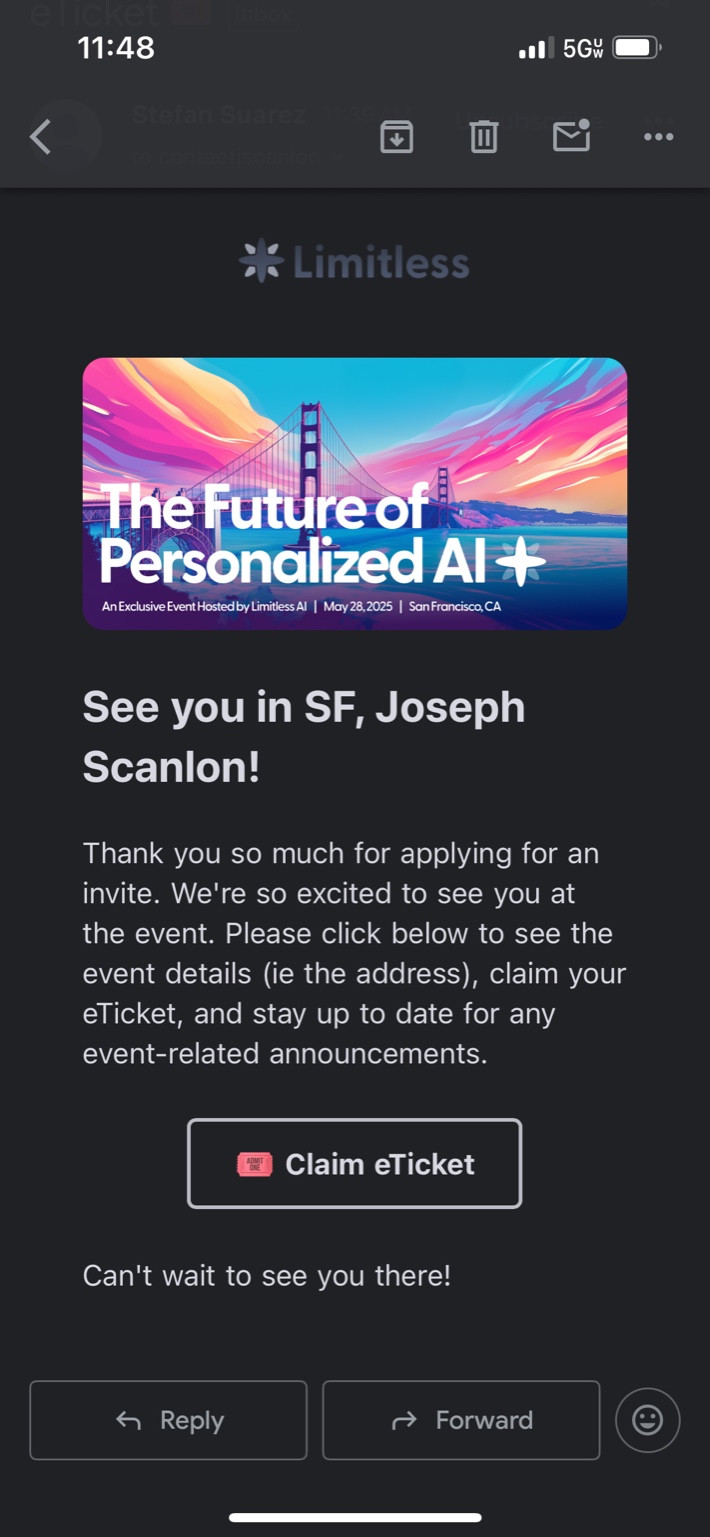 eTicket
Inbox
11:48
5G UW
Stefan Suarez 11:36 AM
Limitless
The Future of
Personalized AI
An Exclusive Event Hosted by Limitless AI | May 28, 2025 | San Francisco, CA
See you in SF, Joseph
Scanlon!
Thank you so much for applying for an
invite. We're so excited to see you at
the event. Please click below to see the
event details (ie the address), claim your
eTicket, and stay up to date for any
event-related announcements.
ADMIT
ONE
Claim eTicket
Can't wait to see you there!
Reply
Forward